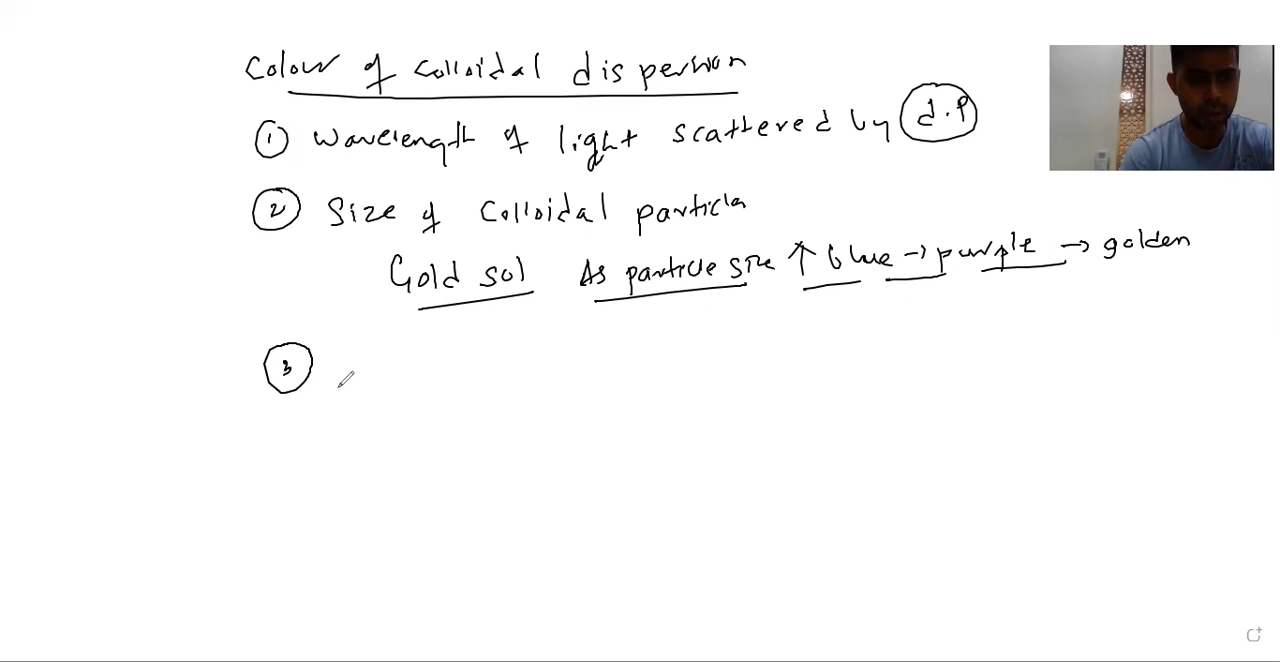 Colour of Colloidal dispersion
① Wavelength of light scattered by d.p
② Size of Colloidal particles
Gold sol As particle size ↑ blue → purple → golden
③